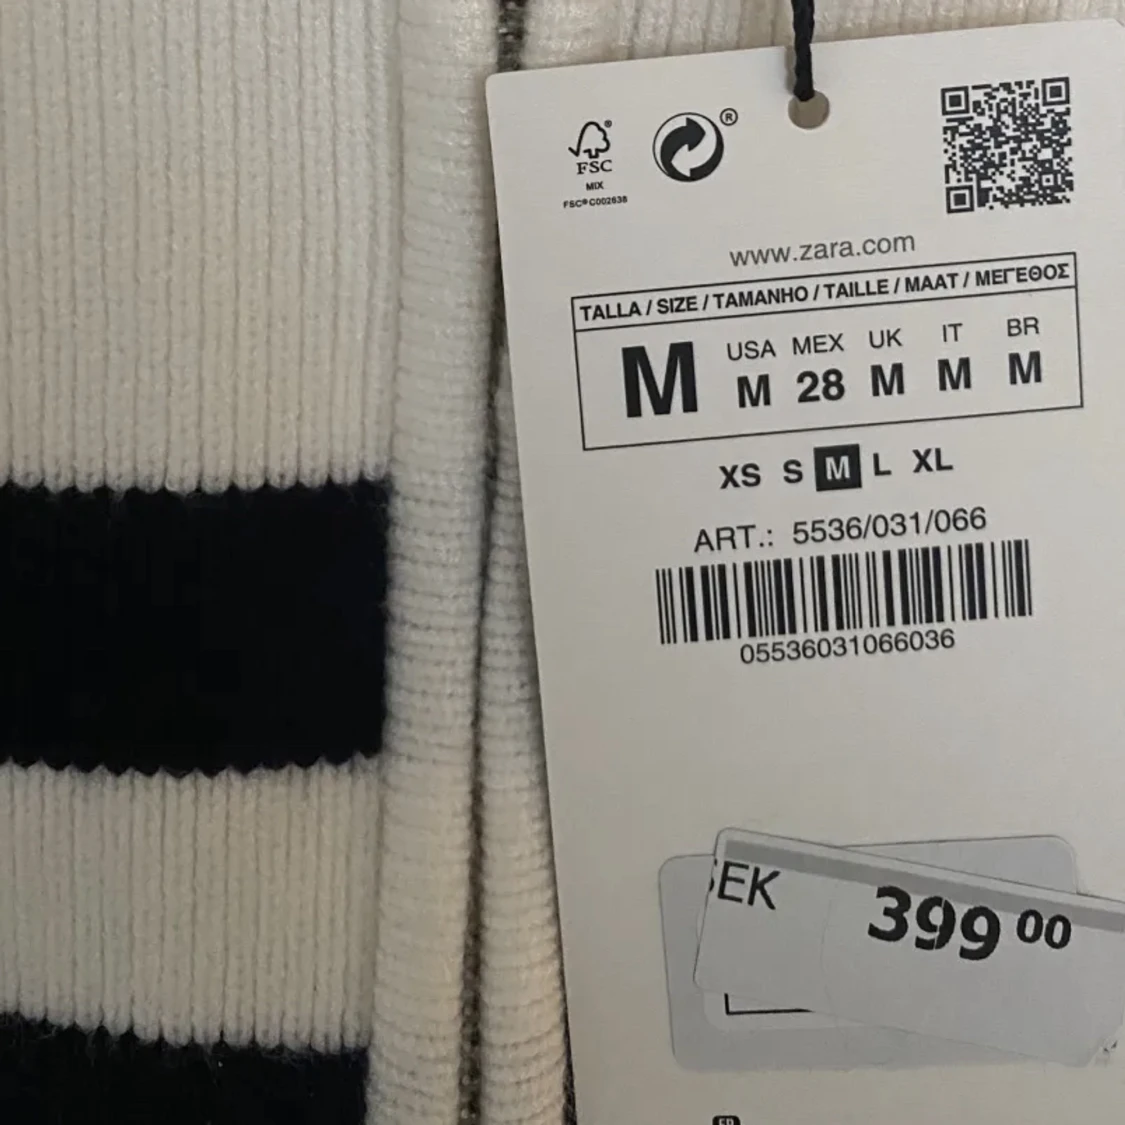 FSC®
MIX
FSC® C002638
®
www.zara.com
TALLA / SIZE / TAMANHO / TAILLE / MAAT / ΜΕΓΕΘΟΣ
M
USA MEX UK IT BR
M 28 M M M
XS S M L XL
ART.: 5536/031/066
05536031066036
SEK 399 00